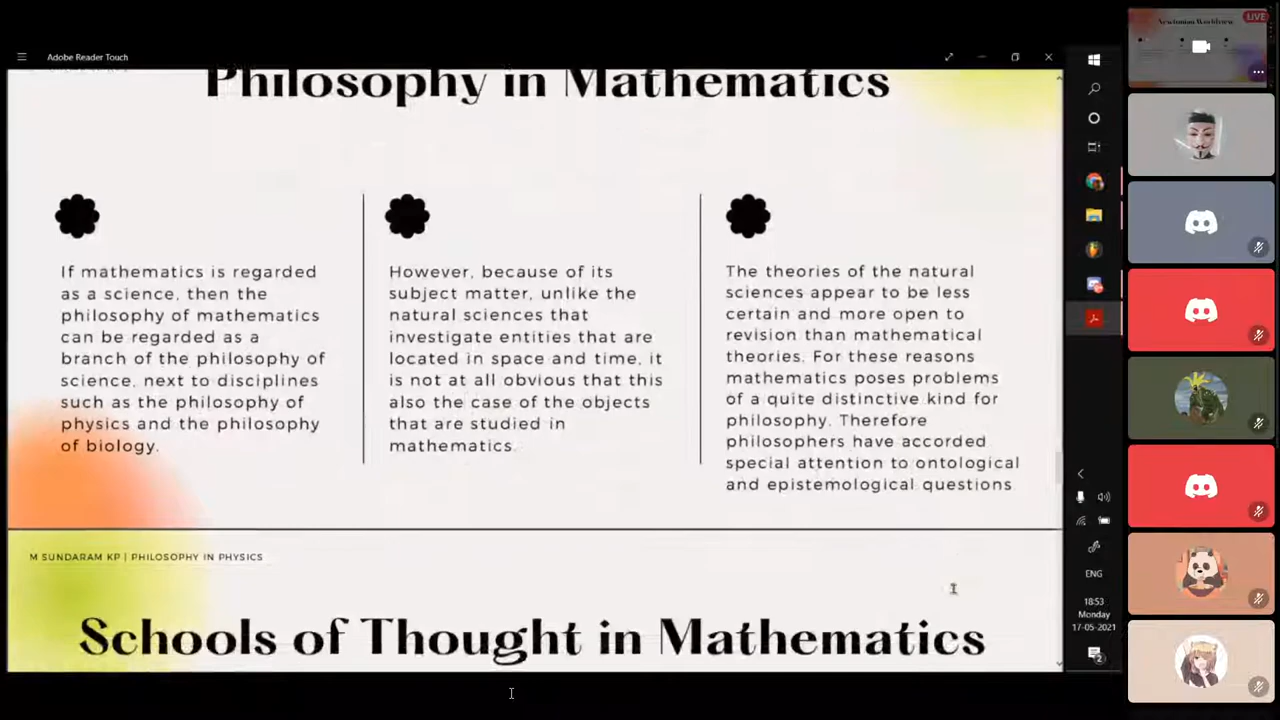 Adobe Reader Touch
Philosophy in Mathematics
If mathematics is regarded
as a science, then the
philosophy of mathematics
can be regarded as a
branch of the philosophy of
science, next to disciplines
such as the philosophy of
physics and the philosophy
of biology.
However, because of its
subject matter, unlike the
natural sciences that
investigate entities that are
located in space and time, it
is not at all obvious that this
also the case of the objects
that are studied in
mathematics.
The theories of the natural
sciences appear to be less
certain and more open to
revision than mathematical
theories. For these reasons
mathematics poses problems
of a quite distinctive kind for
philosophy. Therefore
philosophers have accorded
special attention to ontological
and epistemological questions
M SUNDARAM KP | PHILOSOPHY IN PHYSICS
Schools of Thought in Mathematics
ENG
18:53
Monday
17-05-2021
2
Newtonian Worldview
LIVE